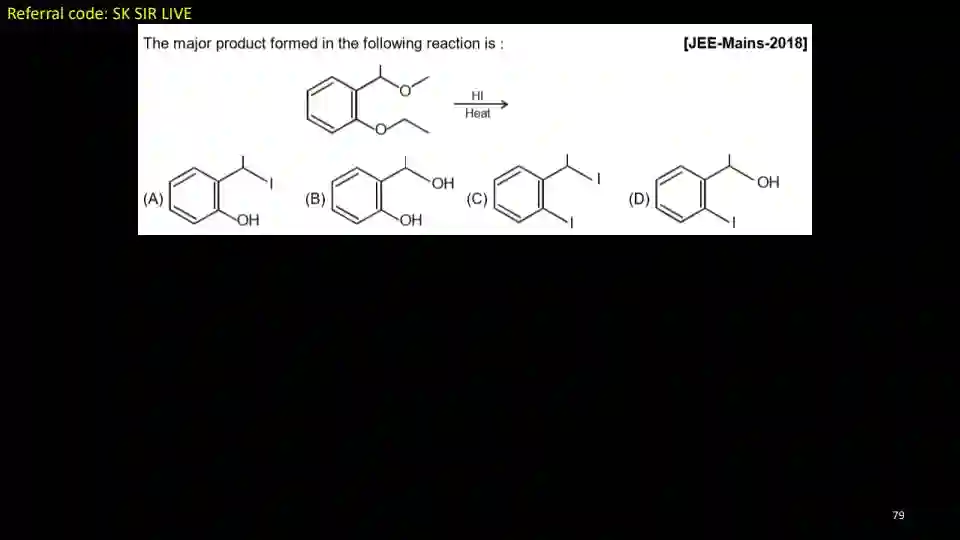 Referral code: SK SIR LIVE
The major product formed in the following reaction is : [JEE-Mains-2018]
O
HI
Heat
O
(A) I OH
(B) OH OH
(C) I I
(D) OH I
79